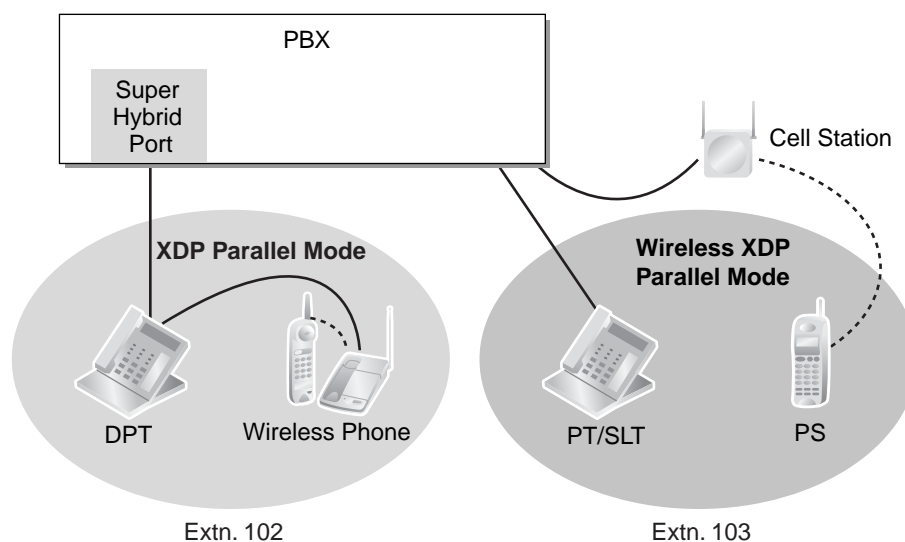 PBX
Super
Hybrid
Port
Cell Station
XDP Parallel Mode
Wireless XDP
Parallel Mode
DPT
Wireless Phone
PT/SLT
PS
Extn. 102
Extn. 103